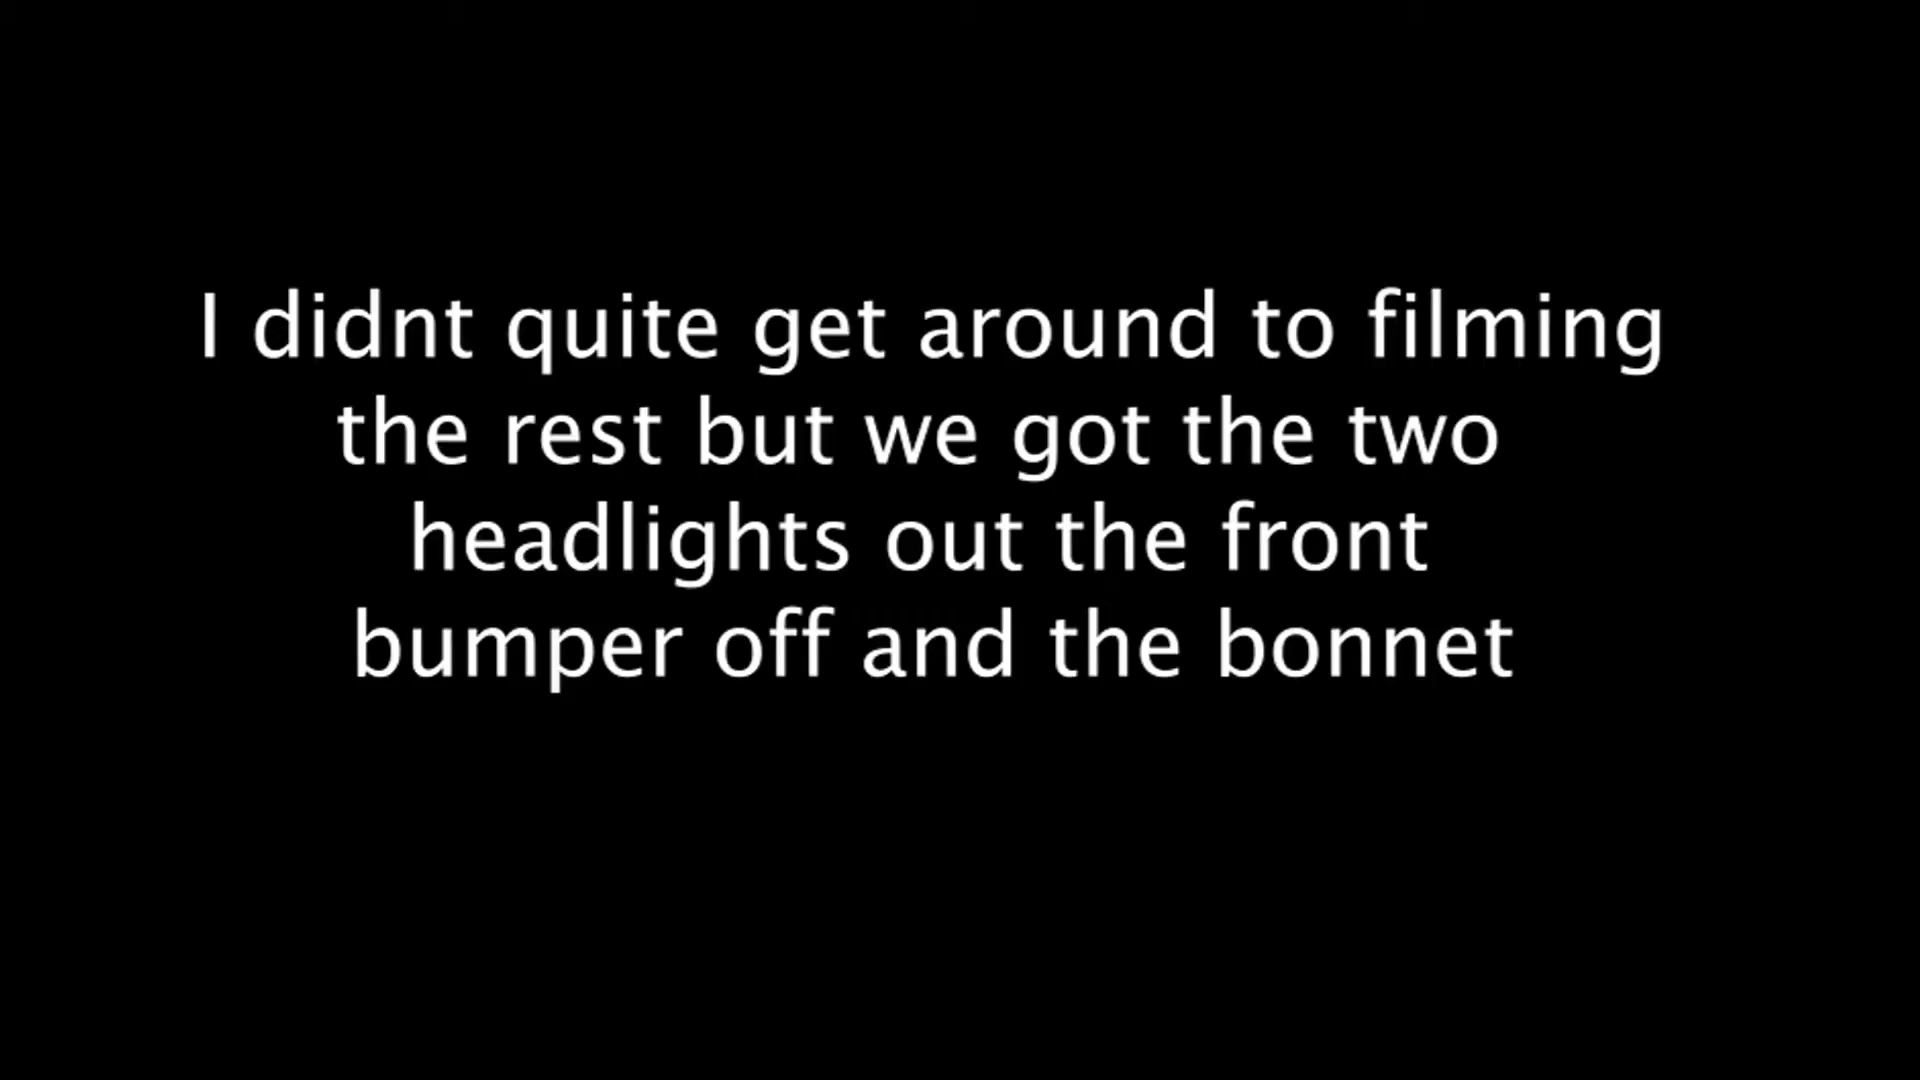 I didnt quite get around to filming
the rest but we got the two
headlights out the front
bumper off and the bonnet